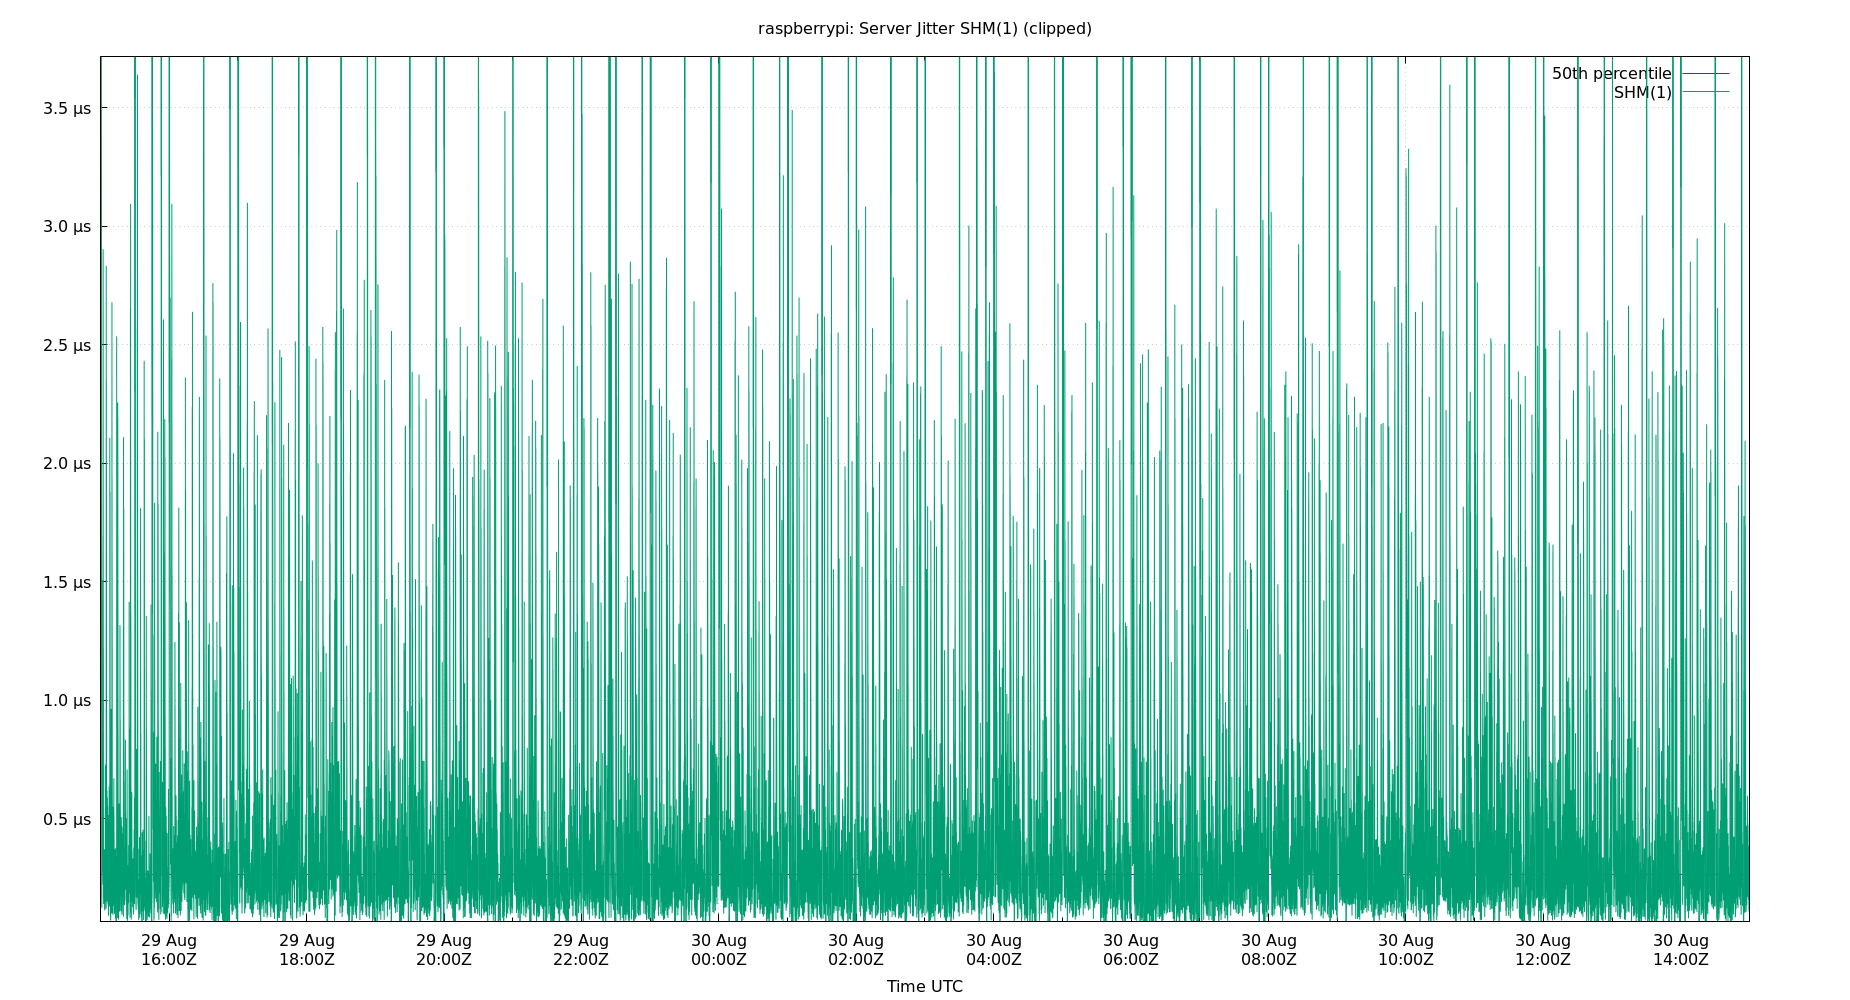 raspberrypi: Server Jitter SHM(1) (clipped)
50th percentile
SHM(1)
3.5 μs
3.0 μs
2.5 μs
2.0 μs
1.5 μs
1.0 μs
0.5 μs
29 Aug 29 Aug 29 Aug 29 Aug 30 Aug 30 Aug 30 Aug 30 Aug 30 Aug 30 Aug 30 Aug 30 Aug
16:00Z 18:00Z 20:00Z 22:00Z 00:00Z 02:00Z 04:00Z 06:00Z 08:00Z 10:00Z 12:00Z 14:00Z
Time UTC